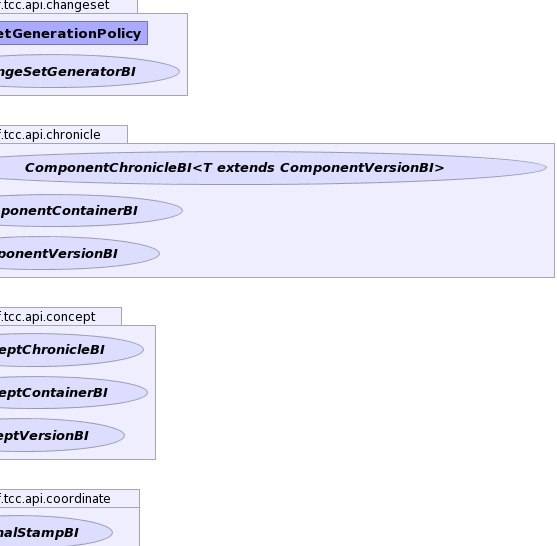 f.tcc.api.changeset
etGenerationPolicy
ngeSetGeneratorBI
f.tcc.api.chronicle
ComponentChronicleBI<T extends ComponentVersionBI>
ponentContainerBI
ponentVersionBI
f.tcc.api.concept
eptChronicleBI
eptContainerBI
eptVersionBI
f.tcc.api.coordinate
nalStampBI